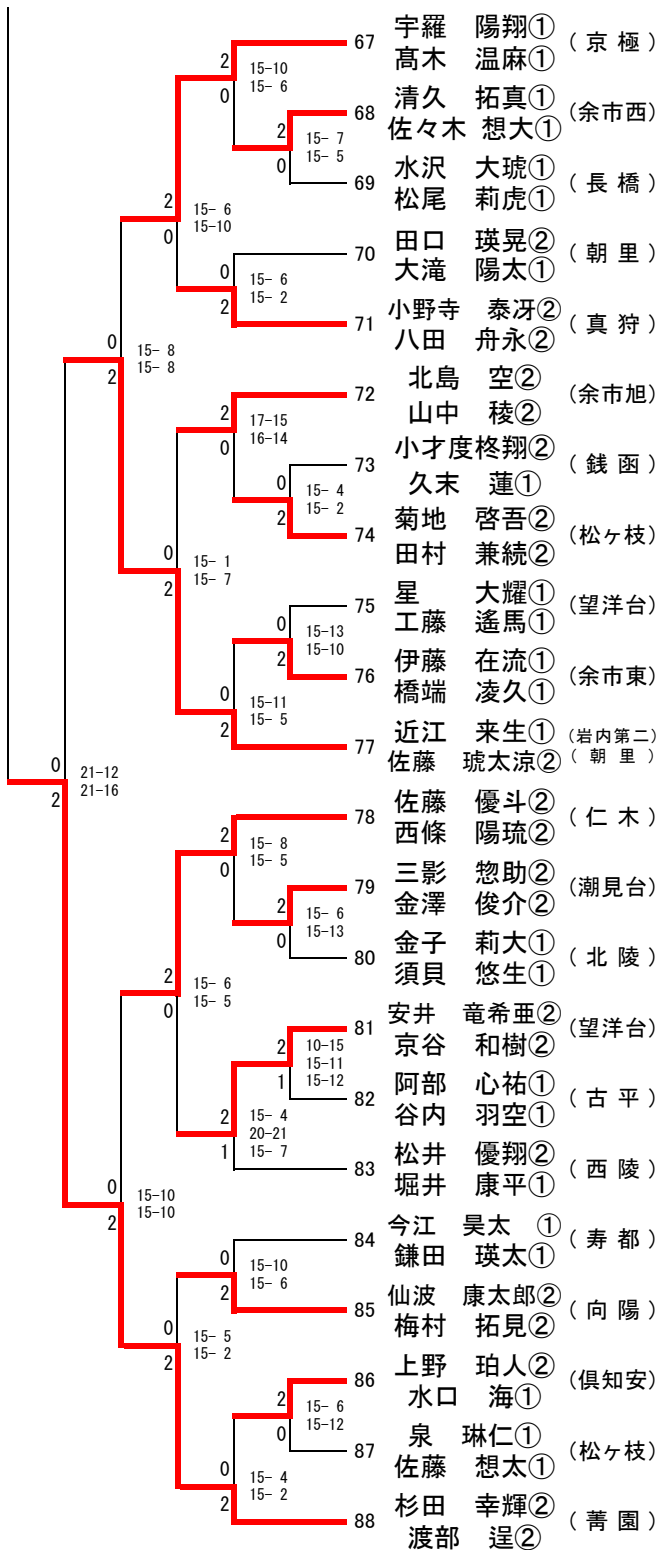 67 宇羅 陽翔① (京極)
髙木 温麻①
2 15-10
0 15- 6
68 清久 拓真① (余市西)
佐々木 想大①
2 15- 7
0 15- 5
69 水沢 大琥① (長橋)
松尾 莉虎①
2 15- 6
0 15-10
70 田口 瑛晃② (朝里)
大滝 陽太①
0 15- 6
2 15- 2
71 小野寺 泰冴② (真狩)
八田 舟永②
0 15- 8
2 15- 8
72 北島 空② (余市旭)
山中 稜②
2 17-15
0 16-14
73 小才度柊翔② (銭函)
久末 蓮①
0 15- 4
2 15- 2
74 菊地 啓吾② (松ヶ枝)
田村 兼続②
0 15- 1
2 15- 7
75 星 大耀① (望洋台)
工藤 遙馬①
0 15-13
2 15-10
76 伊藤 在流① (余市東)
橋端 凌久①
0 15-11
2 15- 5
77 近江 来生① (岩内第二)
佐藤 琥太涼② (朝里)
0 21-12
2 21-16
78 佐藤 優斗② (仁木)
西條 陽琉②
2 15- 8
0 15- 5
79 三影 惣助② (潮見台)
金澤 俊介②
2 15- 6
0 15-13
80 金子 莉大① (北陵)
須貝 悠生①
2 15- 6
0 15- 5
81 安井 竜希亜② (望洋台)
京谷 和樹②
2 10-15
15-11
1 15-12
82 阿部 心祐① (古平)
谷内 羽空①
2 15- 4
20-21
1 15- 7
83 松井 優翔② (西陵)
堀井 康平①
0 15-10
2 15-10
84 今江 昊太 ① (寿都)
鎌田 瑛太①
0 15-10
2 15- 6
85 仙波 康太郎② (向陽)
梅村 拓見②
0 15- 5
2 15- 2
86 上野 珀人② (倶知安)
水口 海①
2 15- 6
0 15-12
87 泉 琳仁① (松ヶ枝)
佐藤 想太①
0 15- 4
2 15- 2
88 杉田 幸輝② (菁園)
渡部 逞②